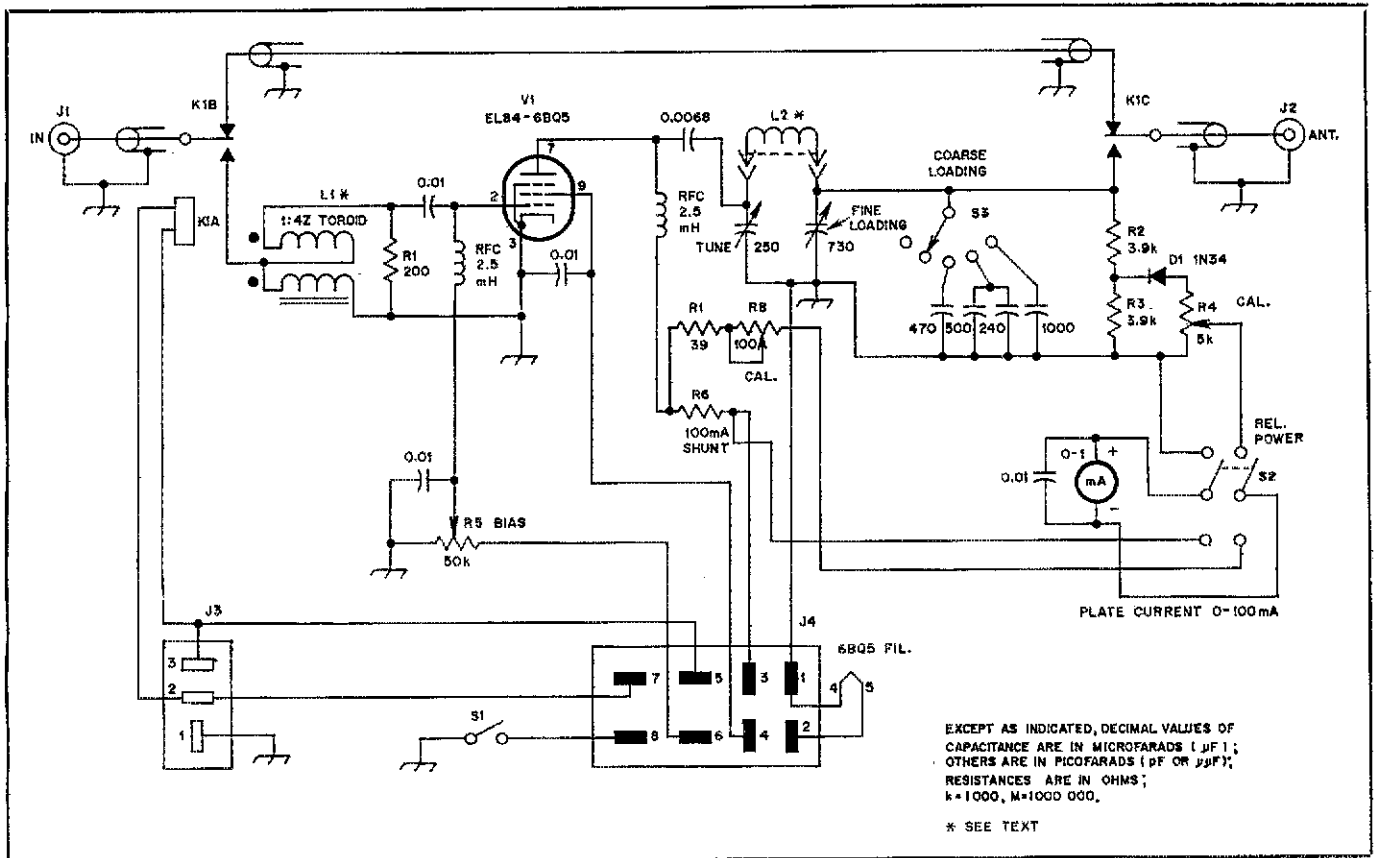 K1B
K1C
J1
IN
J2
ANT.
V1
EL84-6BQ5
7
2
9
3
0.0068
L2 *
COARSE
LOADING
S3
FINE
LOADING
TUNE
250
730
K1A
L1 *
1:4Z TOROID
0.01
R1
200
RFC
2.5
mH
0.01
RFC
2.5
mH
R2
3.9k
D1 1N34
R3
3.9k
R4
5k
CAL.
470
500
240
1000
R1
39
R8
100Λ
CAL.
R6
100mA
SHUNT
REL.
POWER
S2
0.01
0-1
mA
+
-
PLATE CURRENT 0-100mA
0.01
R5 BIAS
50k
J3
3
2
1
J4
7
5
3
1
8
6
4
2
S1
6BQ5 FIL.
4
5
EXCEPT AS INDICATED, DECIMAL VALUES OF
CAPACITANCE ARE IN MICROFARADS (µF);
OTHERS ARE IN PICOFARADS (pF OR µµF);
RESISTANCES ARE IN OHMS;
k=1000, M=1000 000.
* SEE TEXT